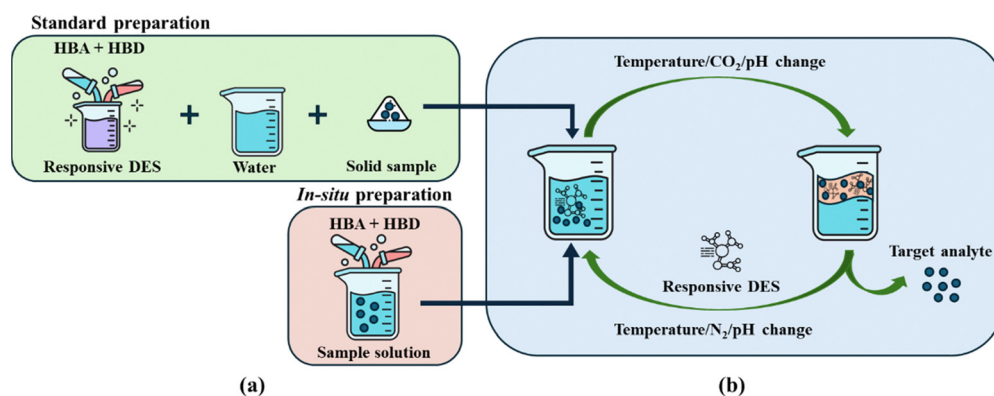 Standard preparation
HBA + HBD
+
+
Responsive DES
Water
Solid sample
In-situ preparation
HBA + HBD
Sample solution
(a)
Temperature/CO₂/pH change
Responsive DES
Target analyte
Temperature/N₂/pH change
(b)